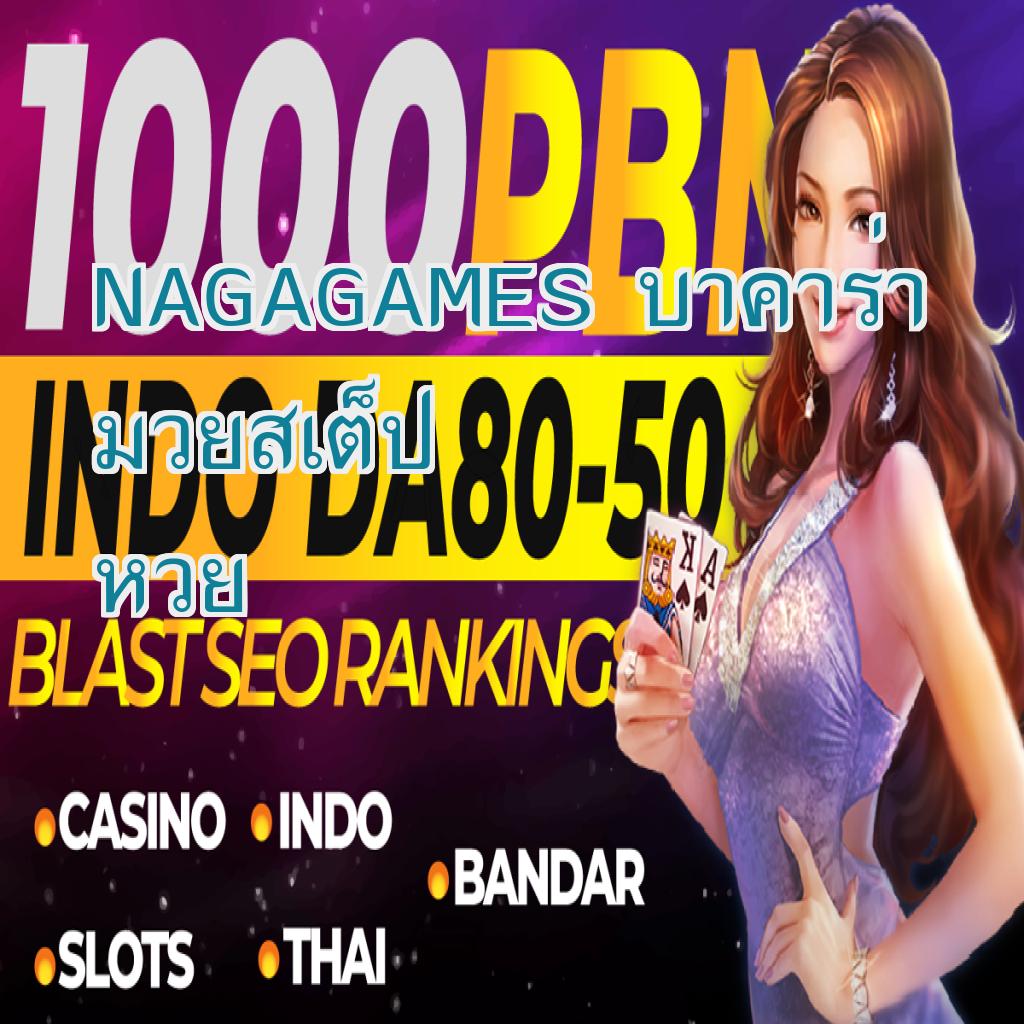 1000PBN
NAGAGAMES บาคาร่า
INDO DA80-50
มวยสเต็ป
หวย
BLAST SEO RANKINGS
CASINO
INDO
BANDAR
SLOTS
THAI
K
A